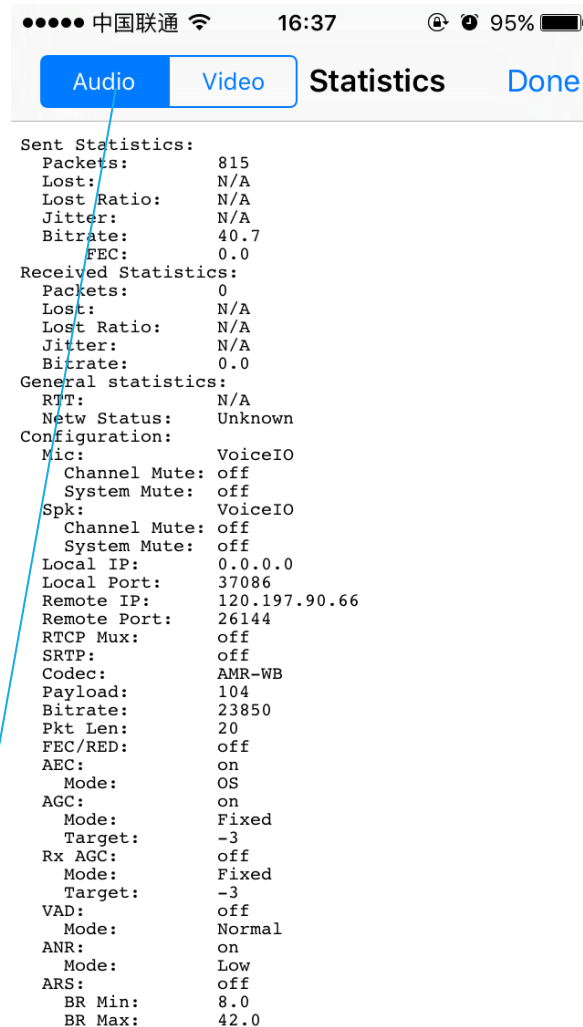 中国联通 16:37 95%
Audio Video Statistics Done
Sent Statistics:
Packets: 815
Lost: N/A
Lost Ratio: N/A
Jitter: N/A
Bitrate: 40.7
FEC: 0.0
Received Statistics:
Packets: 0
Lost: N/A
Lost Ratio: N/A
Jitter: N/A
Bitrate: 0.0
General statistics:
RTT: N/A
Netw Status: Unknown
Configuration:
Mic: VoiceIO
Channel Mute: off
System Mute: off
Spk: VoiceIO
Channel Mute: off
System Mute: off
Local IP: 0.0.0.0
Local Port: 37086
Remote IP: 120.197.90.66
Remote Port: 26144
RTCP Mux: off
SRTP: off
Codec: AMR-WB
Payload: 104
Bitrate: 23850
Pkt Len: 20
FEC/RED: off
AEC: on
Mode: OS
AGC: on
Mode: Fixed
Target: -3
Rx AGC: off
Mode: Fixed
Target: -3
VAD: off
Mode: Normal
ANR: on
Mode: Low
ARS: off
BR Min: 8.0
BR Max: 42.0